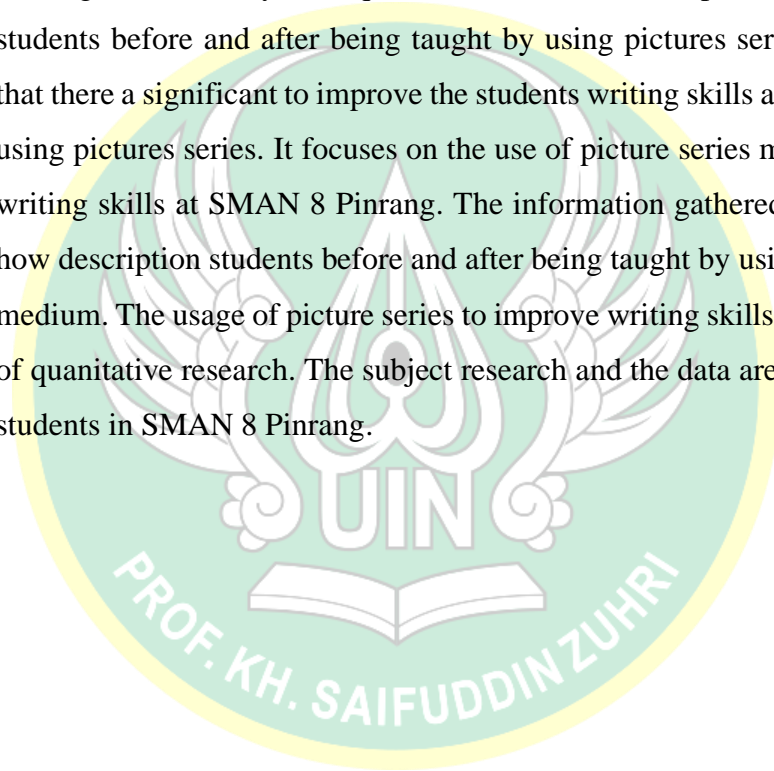 students before and after being taught by using pictures ser
that there a significant to improve the students writing skills a
using pictures series. It focuses on the use of picture series m
writing skills at SMAN 8 Pinrang. The information gathered
how description students before and after being taught by usi
medium. The usage of picture series to improve writing skills
of quanitative research. The subject research and the data are
students in SMAN 8 Pinrang.
UIN
PROF. KH. SAIFUDDIN ZUHRI